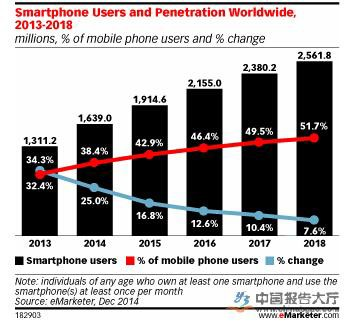 Smartphone Users and Penetration Worldwide,
2013-2018
millions, % of mobile phone users and % change
2,561.8
2,380.2
2,155.0
1,914.6
1,639.0
1,311.2
34.3% 38.4% 42.9% 46.4% 49.5% 51.7%
32.4% 25.0% 16.8% 12.6% 10.4% 7.6%
2013 2014 2015 2016 2017 2018
Smartphone users % of mobile phone users % change
Note: individuals of any age who own at least one smartphone and use the
smartphone(s) at least once per month
Source: eMarketer, Dec 2014
中国报告大厅
182903 www.eMarketer.com